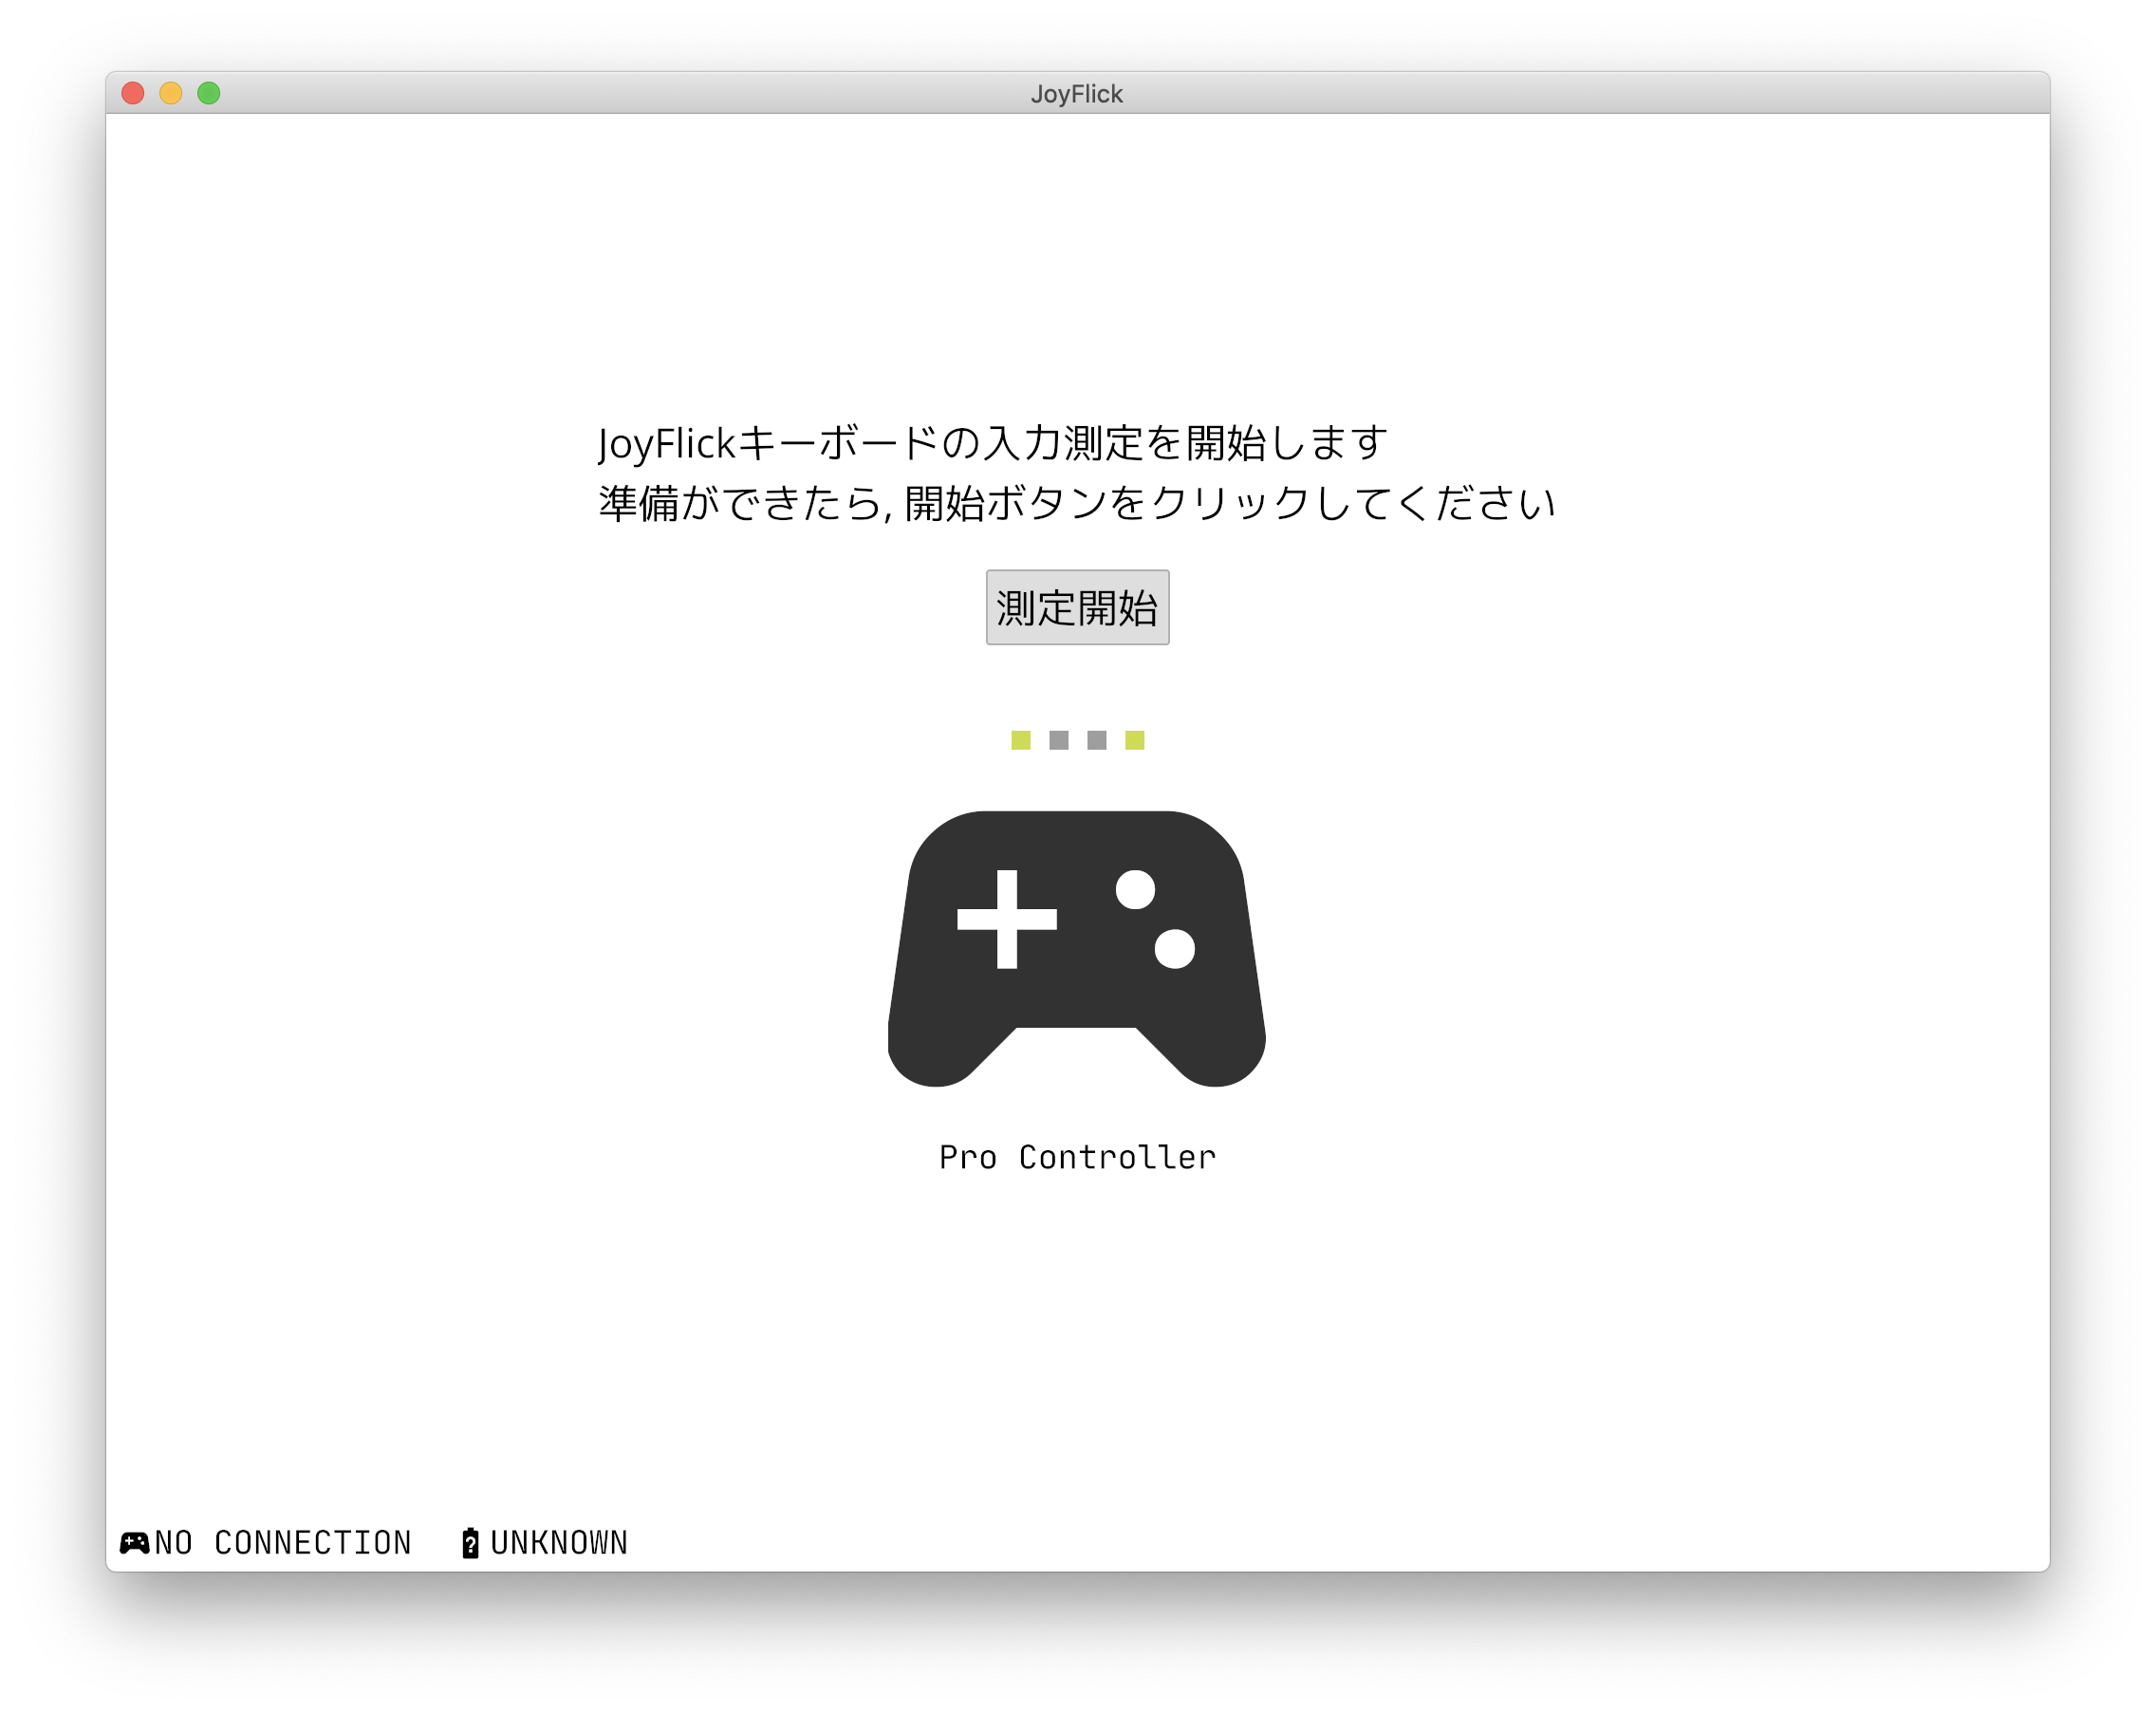 JoyFlick
JoyFlickキーボードの入力測定を開始します
準備ができたら, 開始ボタンをクリックしてください
測定開始
Pro Controller
NO CONNECTION UNKNOWN